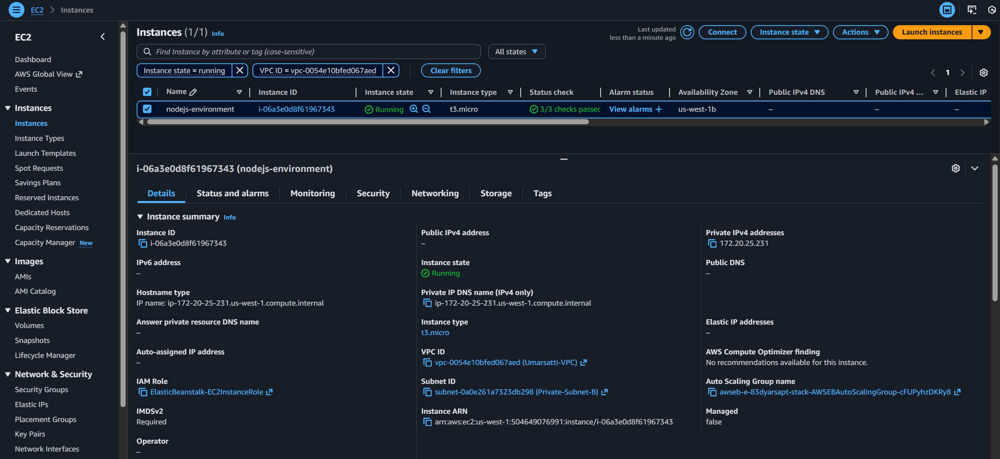 EC2 > Instances
EC2
Dashboard
AWS Global View
Events
Instances
Instances
Instance Types
Launch Templates
Spot Requests
Savings Plans
Reserved Instances
Dedicated Hosts
Capacity Reservations
Capacity Manager New
Images
AMIs
AMI Catalog
Elastic Block Store
Volumes
Snapshots
Lifecycle Manager
Network & Security
Security Groups
Elastic IPs
Placement Groups
Key Pairs
Network Interfaces
Instances (1/1) Info
Last updated
less than a minute ago
Connect
Instance state
Actions
Launch instances
Find Instance by attribute or tag (case-sensitive)
All states
Instance state = running
VPC ID = vpc-0054e10bfed067aed
Clear filters
1
Name Instance ID Instance state Instance type Status check Alarm status Availability Zone Public IPv4 DNS Public IPv4 ... Elastic IP
nodejs-environment i-06a3e0d8f61967343 Running t3.micro 3/3 checks passec View alarms + us-west-1b – – –
i-06a3e0d8f61967343 (nodejs-environment)
Details Status and alarms Monitoring Security Networking Storage Tags
Instance summary Info
Instance ID
i-06a3e0d8f61967343
Public IPv4 address
–
Private IPv4 addresses
172.20.25.231
IPv6 address
–
Instance state
Running
Public DNS
–
Hostname type
IP name: ip-172-20-25-231.us-west-1.compute.internal
Private IP DNS name (IPv4 only)
ip-172-20-25-231.us-west-1.compute.internal
Answer private resource DNS name
–
Instance type
t3.micro
Elastic IP addresses
–
Auto-assigned IP address
–
VPC ID
vpc-0054e10bfed067aed (Umarsatti-VPC)
AWS Compute Optimizer finding
No recommendations available for this instance.
IAM Role
ElasticBeanstalk-EC2InstanceRole
Subnet ID
subnet-0a0e261a7323db298 (Private-Subnet-B)
Auto Scaling Group name
awseb-e-83dyarsapt-stack-AWSEBAutoScalingGroup-cFUPyhzDKRy8
IMDSv2
Required
Instance ARN
arn:aws:ec2:us-west-1:504649076991:instance/i-06a3e0d8f61967343
Managed
false
Operator
–